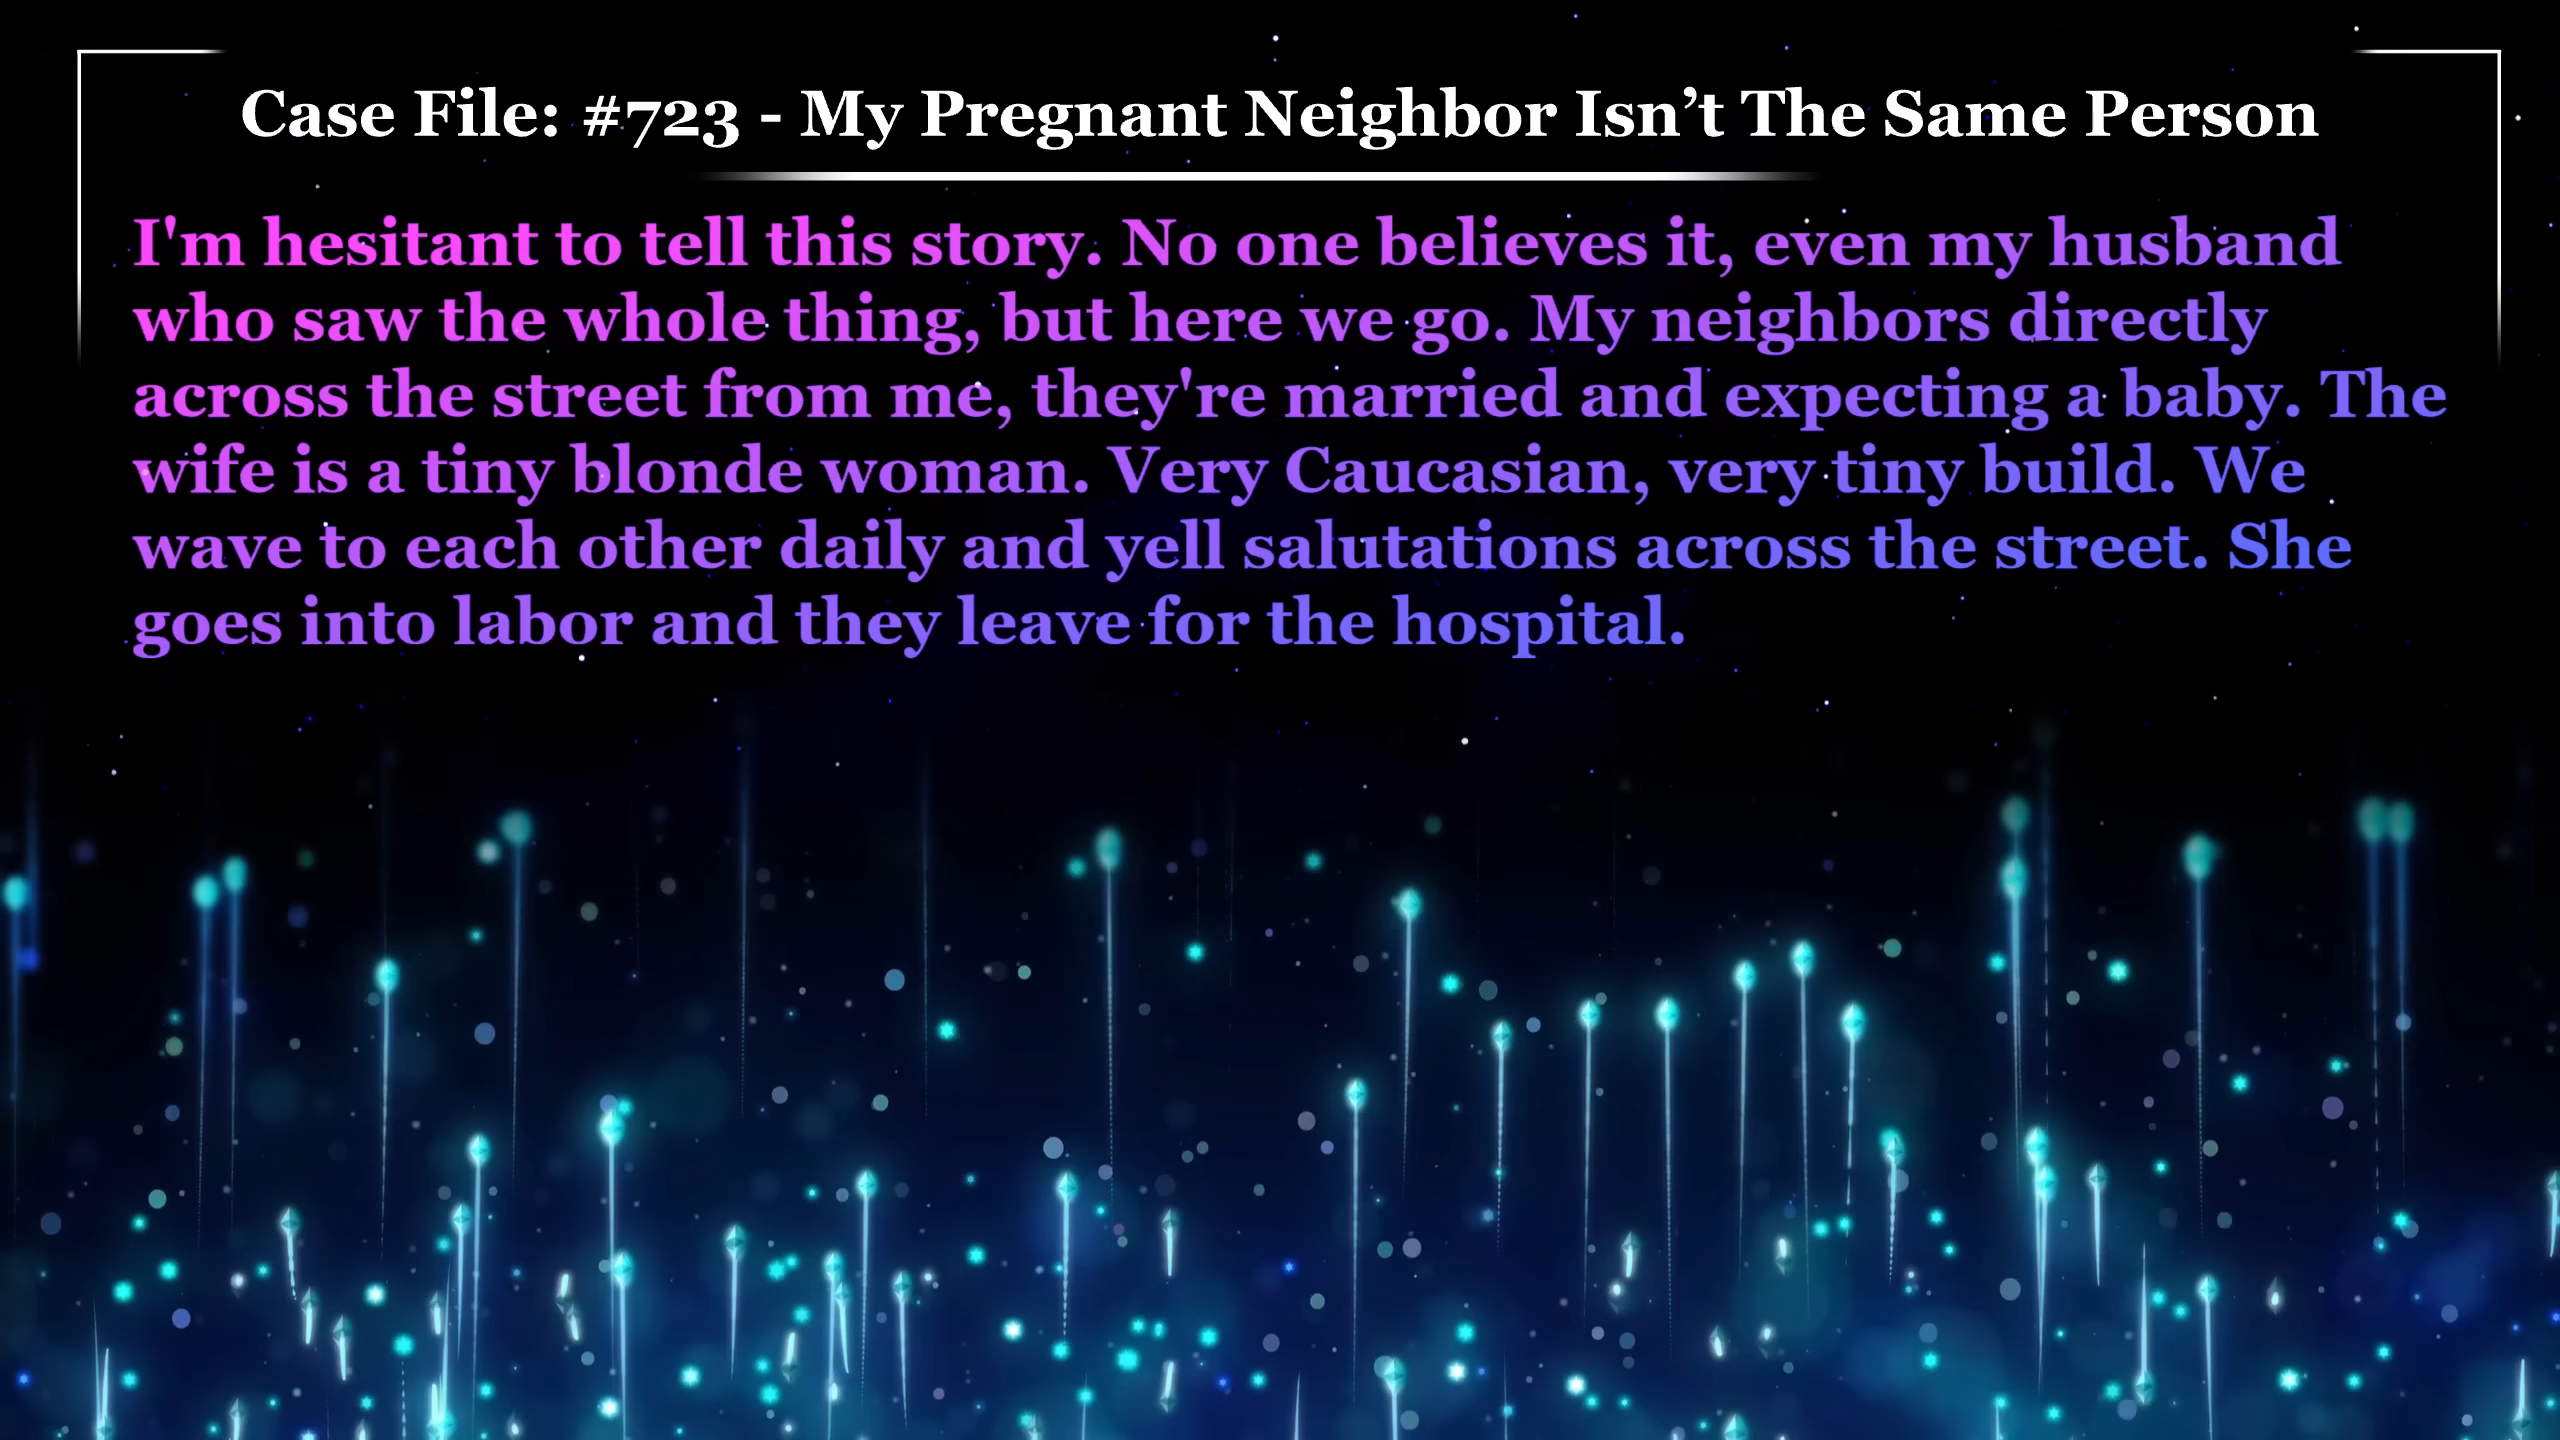 Case File: #723 - My Pregnant Neighbor Isn’t The Same Person
I'm hesitant to tell this story. No one believes it, even my husband
who saw the whole thing, but here we go. My neighbors directly
across the street from me, they're married and expecting a baby. The
wife is a tiny blonde woman. Very Caucasian, very tiny build. We
wave to each other daily and yell salutations across the street. She
goes into labor and they leave for the hospital.